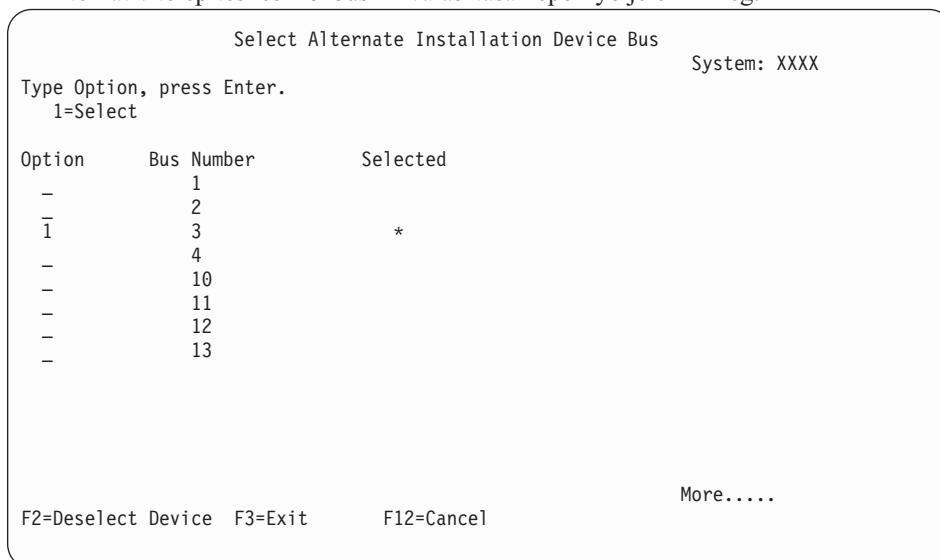 Select Alternate Installation Device Bus
System: XXXX
Type Option, press Enter.
1=Select
Option Bus Number Selected
_ 1
_ 2
1 3 *
_ 4
_ 10
_ 11
_ 12
_ 13
More.....
F2=Deselect Device F3=Exit F12=Cancel